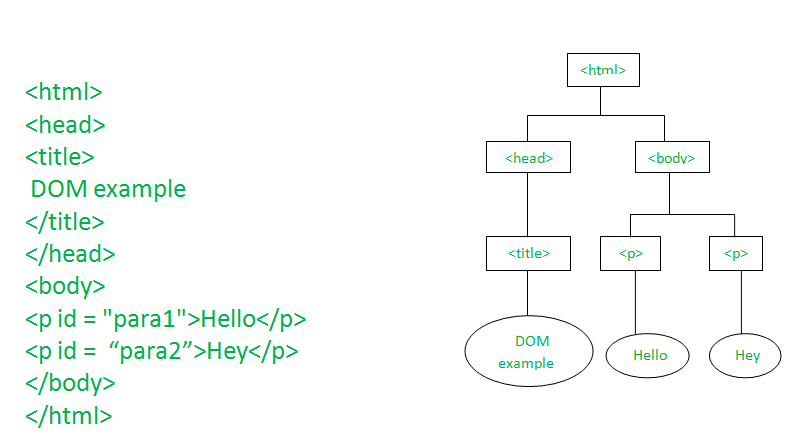 <html>
<head>
<title>
DOM example
</title>
</head>
<body>
<p id = "para1">Hello</p>
<p id =  “para2”>Hey</p>
</body>
</html>
<html>
<head>
<body>
<title>
<p>
<p>
DOM
example
Hello
Hey